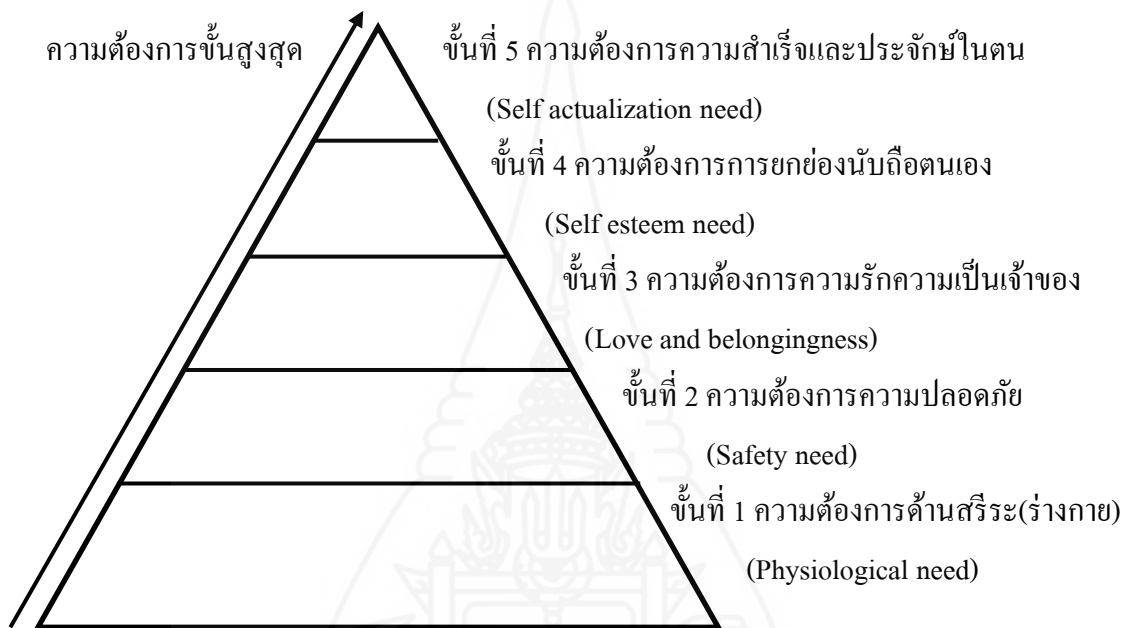 ความต้องการขั้นสูงสุด
ขั้นที่ 5 ความต้องการความสำเร็จและประจักษ์ในตน
(Self actualization need)
ขั้นที่ 4 ความต้องการการยกย่องนับถือตนเอง
(Self esteem need)
ขั้นที่ 3 ความต้องการความรักความเป็นเจ้าของ
(Love and belongingness)
ขั้นที่ 2 ความต้องการความปลอดภัย
(Safety need)
ขั้นที่ 1 ความต้องการด้านสรีระ(ร่างกาย)
(Physiological need)